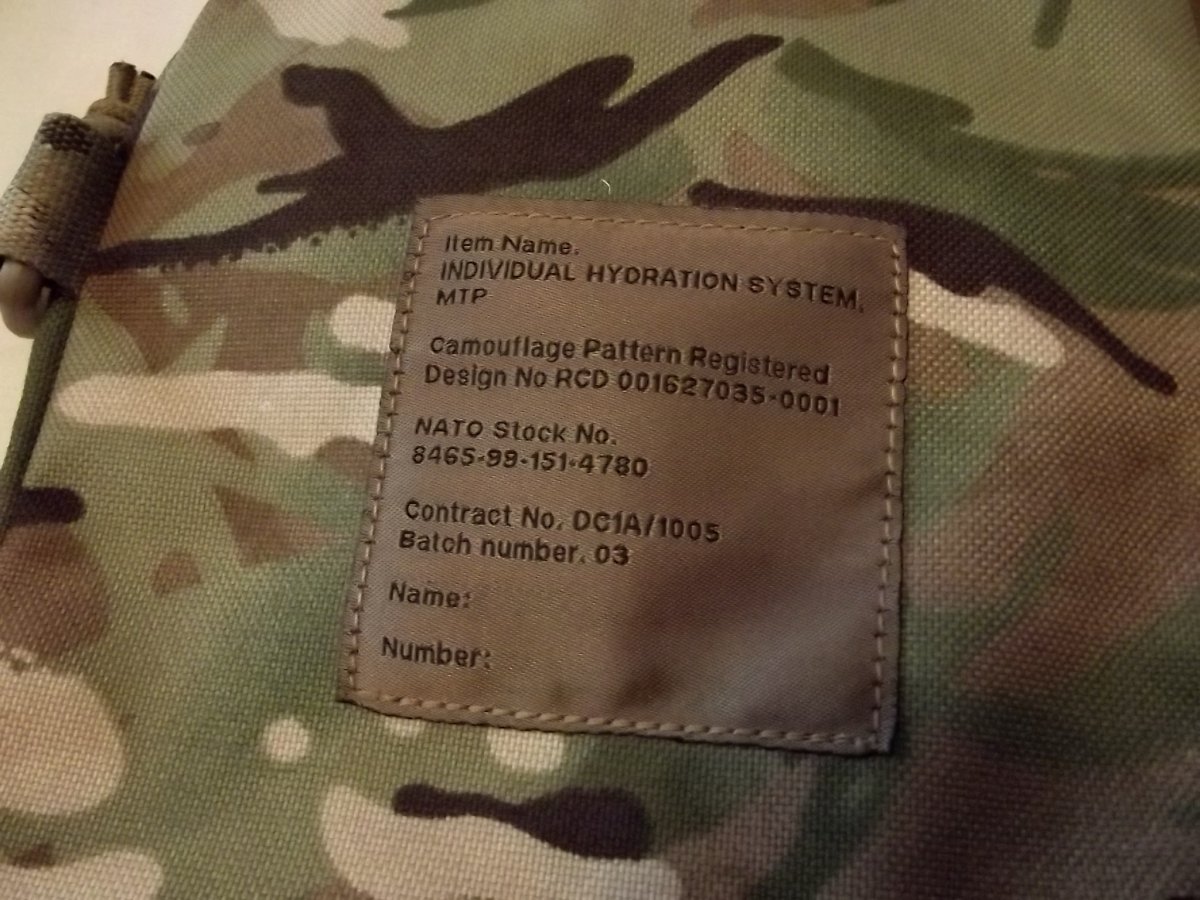 Item Name.
INDIVIDUAL HYDRATION SYSTEM,
MTP
Camouflage Pattern Registered
Design No RCD 001627035-0001
NATO Stock No.
8465-99-151-4780
Contract No. DC1A/1005
Batch number. 03
Name:
Number: